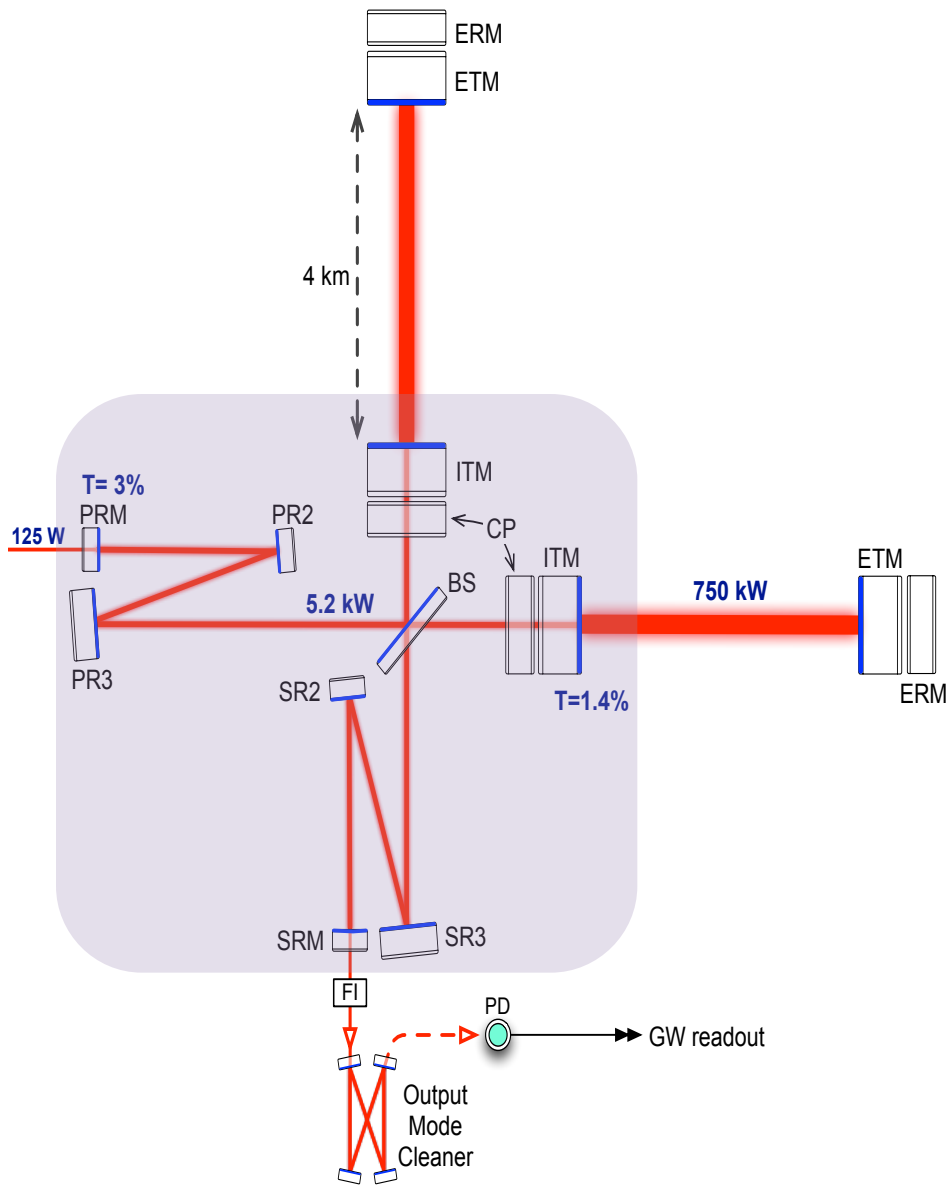 ERM
ETM
4 km
ITM
T= 3%
PRM
PR2
CP
125 W
ITM
ETM
BS
750 kW
5.2 kW
PR3
SR2
T=1.4%
ERM
SRM
SR3
FI
PD
GW readout
Output
Mode
Cleaner